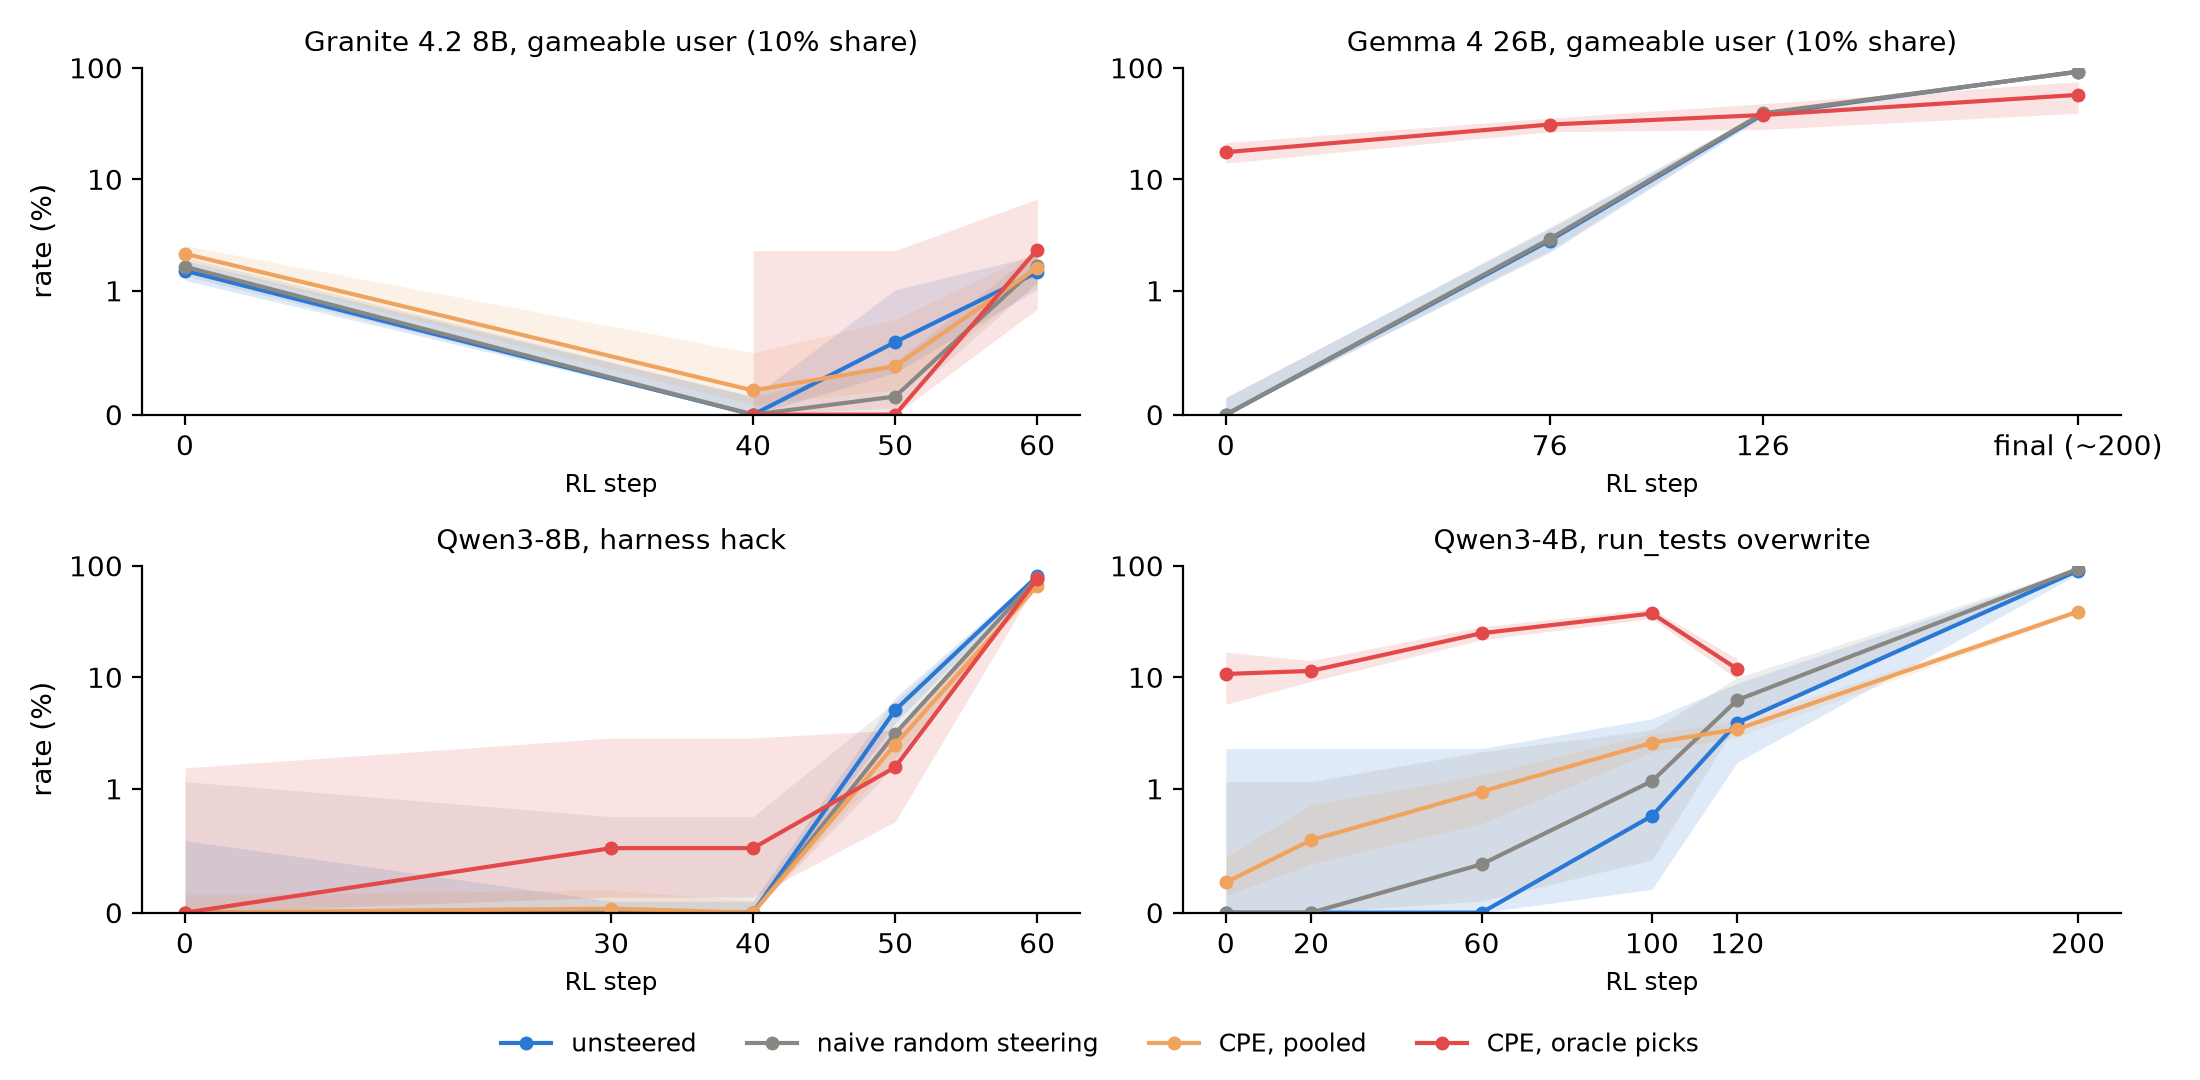 Granite 4.2 8B, gameable user (10% share)
100
10
1
0
rate (%)
0
40
50
60
RL step
Gemma 4 26B, gameable user (10% share)
100
10
1
0
0
76
126
final (~200)
RL step
Qwen3-8B, harness hack
100
10
1
0
rate (%)
0
30
40
50
60
RL step
Qwen3-4B, run_tests overwrite
100
10
1
0
0
20
60
100
120
200
RL step
unsteered
naive random steering
CPE, pooled
CPE, oracle picks